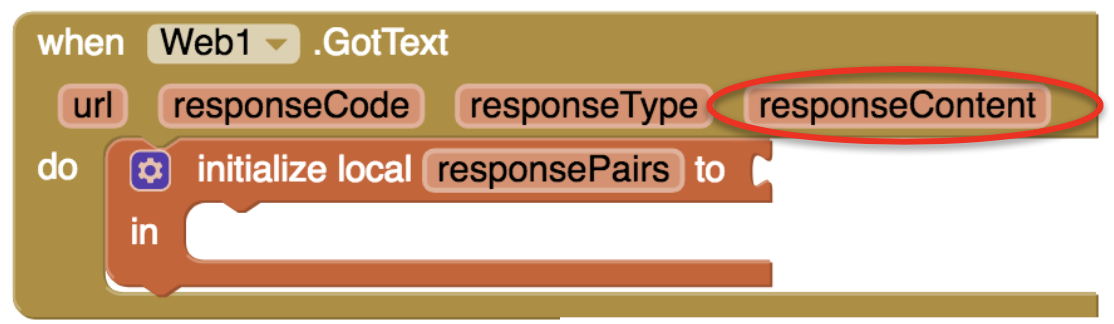 when Web1 .GotText
url responseCode responseType responseContent
do initialize local responsePairs to
in